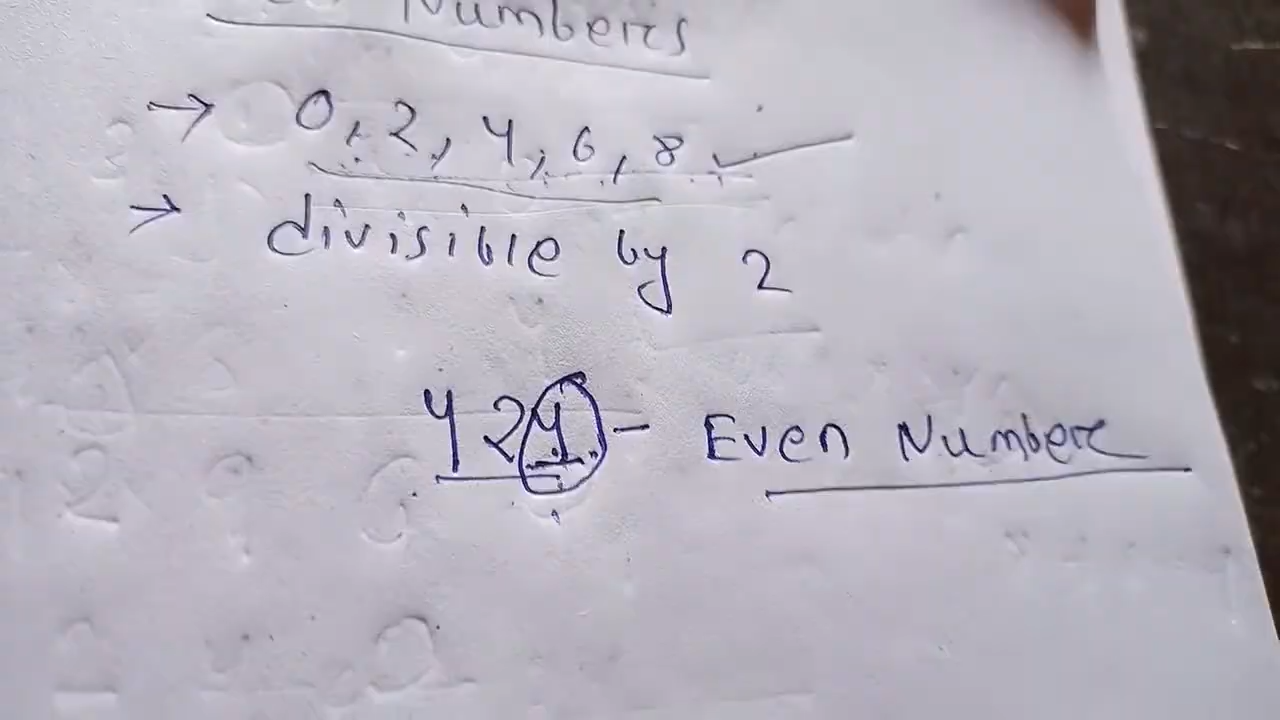 Numbers
→ 0, 2, 4, 6, 8
→ divisible by 2
424 - Even Number